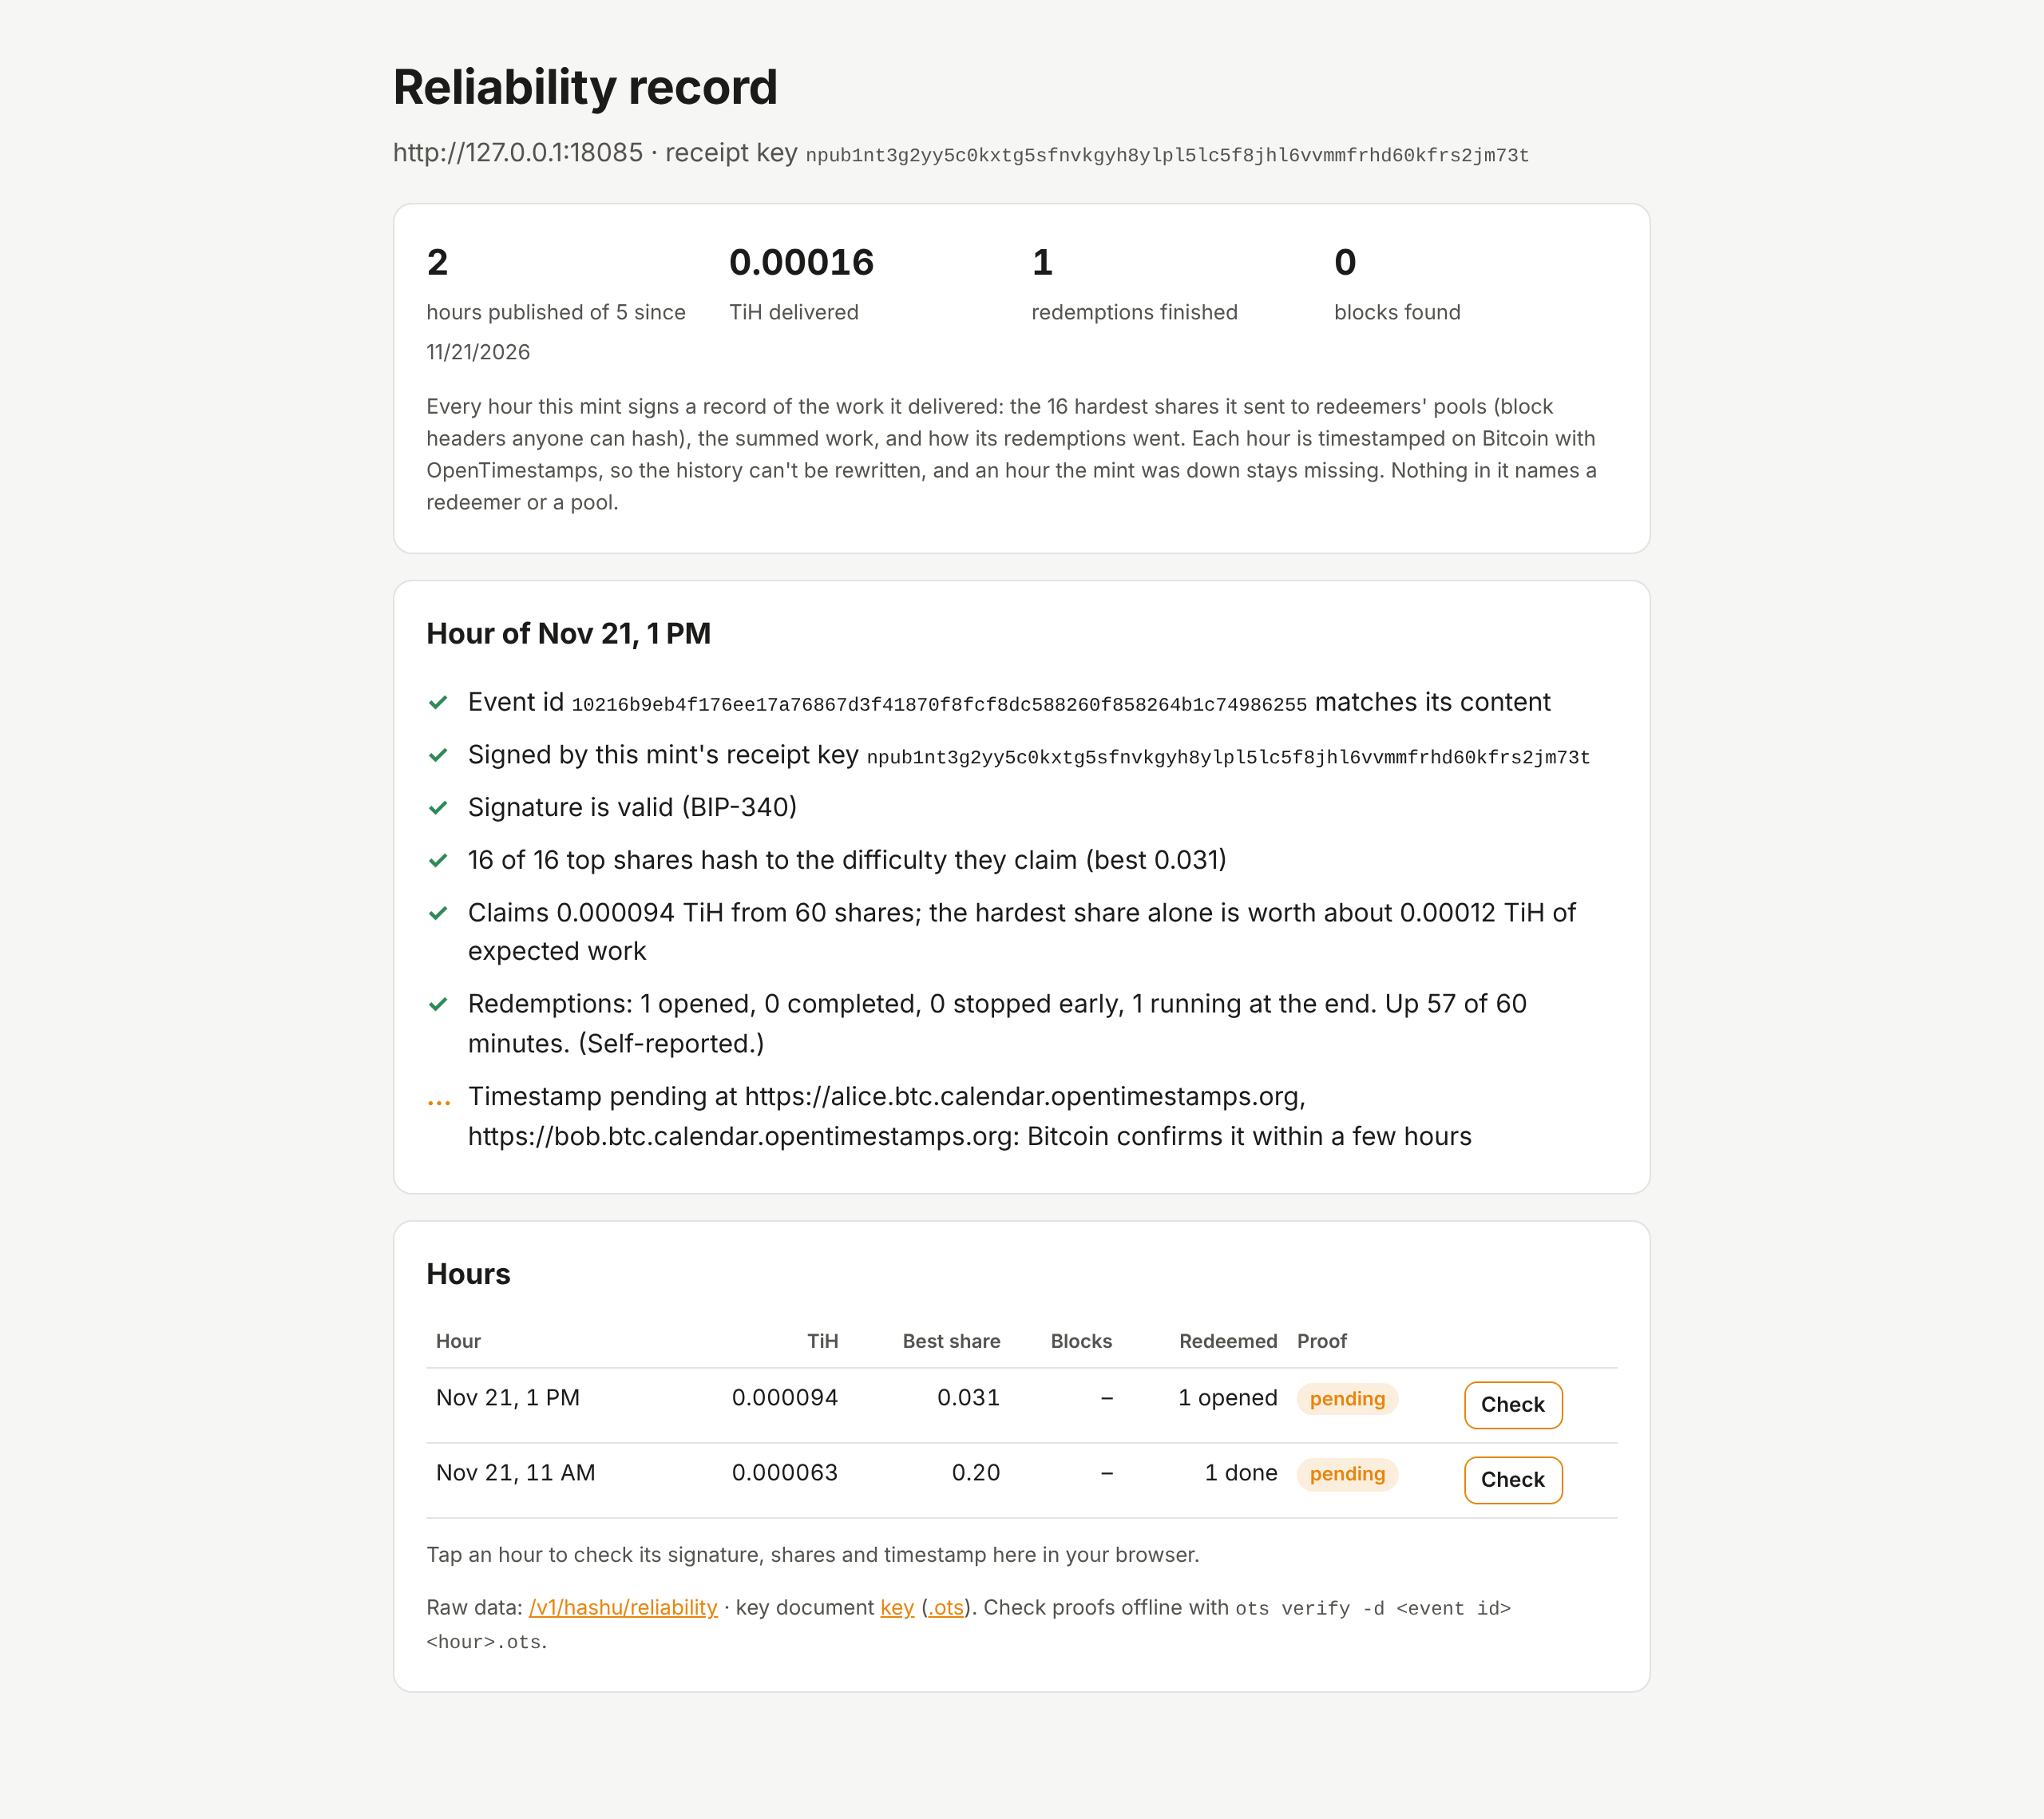 Reliability record
http://127.0.0.1:18085 · receipt key npub1nt3g2yy5c0kxtg5sfnvkgyh8ylpl5lc5f8jhl6vvmmfrhd60kfrs2jm73t
2
hours published of 5 since
11/21/2026
0.00016
TiH delivered
1
redemptions finished
0
blocks found
Every hour this mint signs a record of the work it delivered: the 16 hardest shares it sent to redeemers' pools (block
headers anyone can hash), the summed work, and how its redemptions went. Each hour is timestamped on Bitcoin with
OpenTimestamps, so the history can't be rewritten, and an hour the mint was down stays missing. Nothing in it names a
redeemer or a pool.
Hour of Nov 21, 1 PM
✓ Event id 10216b9eb4f176ee17a76867d3f41870f8fcf8dc588260f858264b1c74986255 matches its content
✓ Signed by this mint's receipt key npub1nt3g2yy5c0kxtg5sfnvkgyh8ylpl5lc5f8jhl6vvmmfrhd60kfrs2jm73t
✓ Signature is valid (BIP-340)
✓ 16 of 16 top shares hash to the difficulty they claim (best 0.031)
✓ Claims 0.000094 TiH from 60 shares; the hardest share alone is worth about 0.00012 TiH of
expected work
✓ Redemptions: 1 opened, 0 completed, 0 stopped early, 1 running at the end. Up 57 of 60
minutes. (Self-reported.)
… Timestamp pending at https://alice.btc.calendar.opentimestamps.org,
https://bob.btc.calendar.opentimestamps.org: Bitcoin confirms it within a few hours
Hours
Hour TiH Best share Blocks Redeemed Proof
Nov 21, 1 PM 0.000094 0.031 – 1 opened pending Check
Nov 21, 11 AM 0.000063 0.20 – 1 done pending Check
Tap an hour to check its signature, shares and timestamp here in your browser.
Raw data: /v1/hashu/reliability · key document key (.ots). Check proofs offline with ots verify -d <event id>
<hour>.ots.